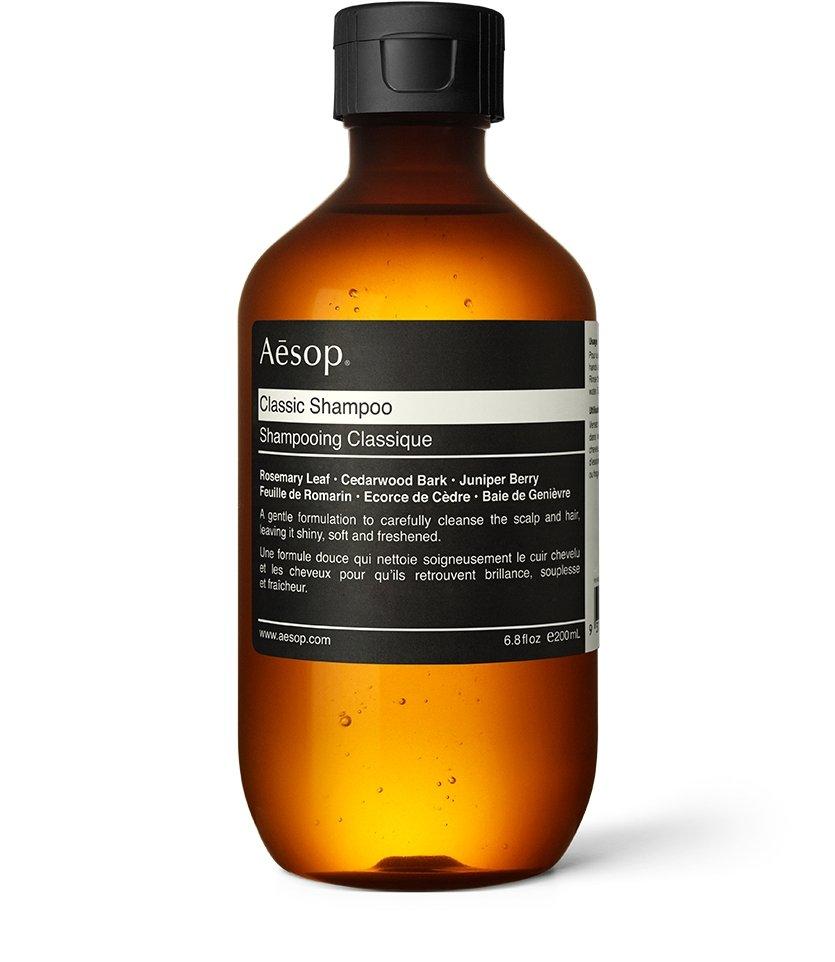 Aēsop®
Classic Shampoo
Shampooing Classique
Rosemary Leaf · Cedarwood Bark · Juniper Berry
Feuille de Romarin · Ecorce de Cèdre · Baie de Genièvre
A gentle formulation to carefully cleanse the scalp and hair,
leaving it shiny, soft and freshened.
Une formule douce qui nettoie soigneusement le cuir chevelu
et les cheveux pour qu'ils retrouvent brillance, souplesse
et fraîcheur.
www.aesop.com 6.8floz ℮200mL
Usage